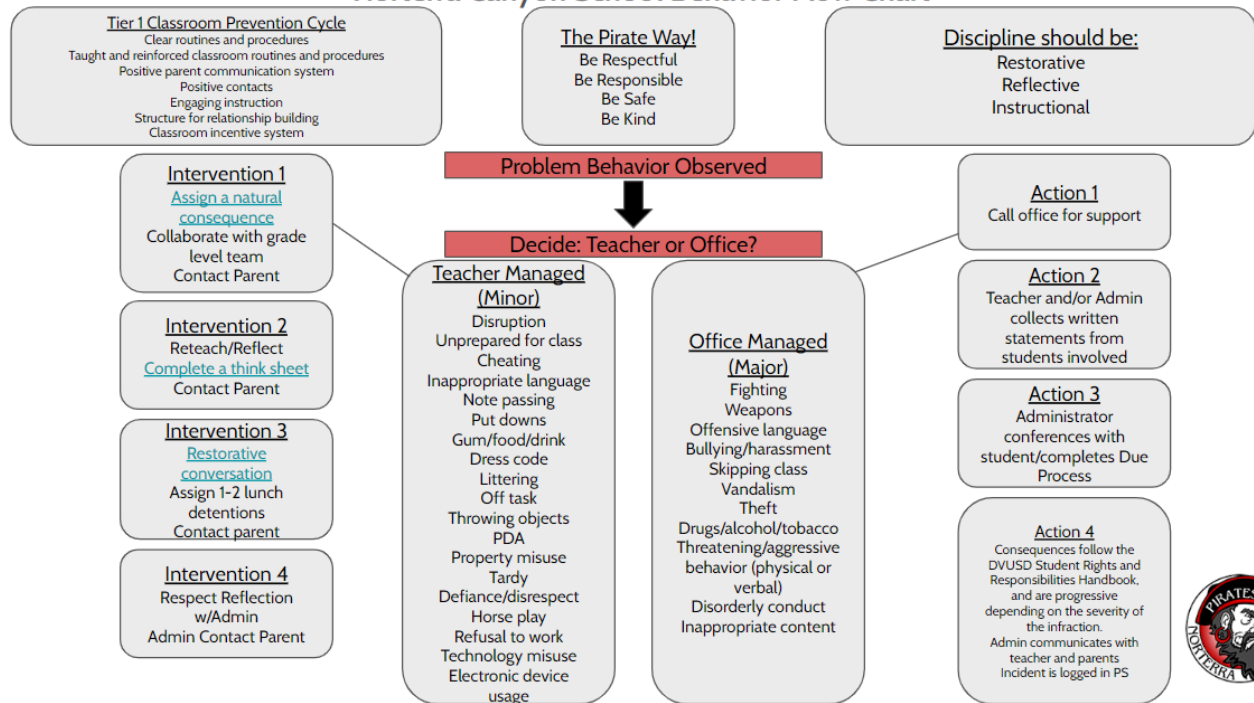 Norterra Canyon School Behavior Flow Chart
Tier 1 Classroom Prevention Cycle
Clear routines and procedures
Taught and reinforced classroom routines and procedures
Positive parent communication system
Positive contacts
Engaging instruction
Structure for relationship building
Classroom incentive system
The Pirate Way!
Be Respectful
Be Responsible
Be Safe
Be Kind
Discipline should be:
Restorative
Reflective
Instructional
Problem Behavior Observed
Decide: Teacher or Office?
Intervention 1
Assign a natural
consequence
Collaborate with grade
level team
Contact Parent
Intervention 2
Reteach/Reflect
Complete a think sheet
Contact Parent
Intervention 3
Restorative
conversation
Assign 1-2 lunch
detentions
Contact parent
Intervention 4
Respect Reflection
w/Admin
Admin Contact Parent
Teacher Managed
(Minor)
Disruption
Unprepared for class
Cheating
Inappropriate language
Note passing
Put downs
Gum/food/drink
Dress code
Littering
Off task
Throwing objects
PDA
Property misuse
Tardy
Defiance/disrespect
Horse play
Refusal to work
Technology misuse
Electronic device
usage
Office Managed
(Major)
Fighting
Weapons
Offensive language
Bullying/harassment
Skipping class
Vandalism
Theft
Drugs/alcohol/tobacco
Threatening/aggressive
behavior (physical or
verbal)
Disorderly conduct
Inappropriate content
Action 1
Call office for support
Action 2
Teacher and/or Admin
collects written
statements from
students involved
Action 3
Administrator
conferences with
student/completes Due
Process
Action 4
Consequences follow the
DVUSD Student Rights and
Responsibilities Handbook,
and are progressive
depending on the severity of
the infraction.
Admin communicates with
teacher and parents
Incident is logged in PS
PIRATES
NORTERRA